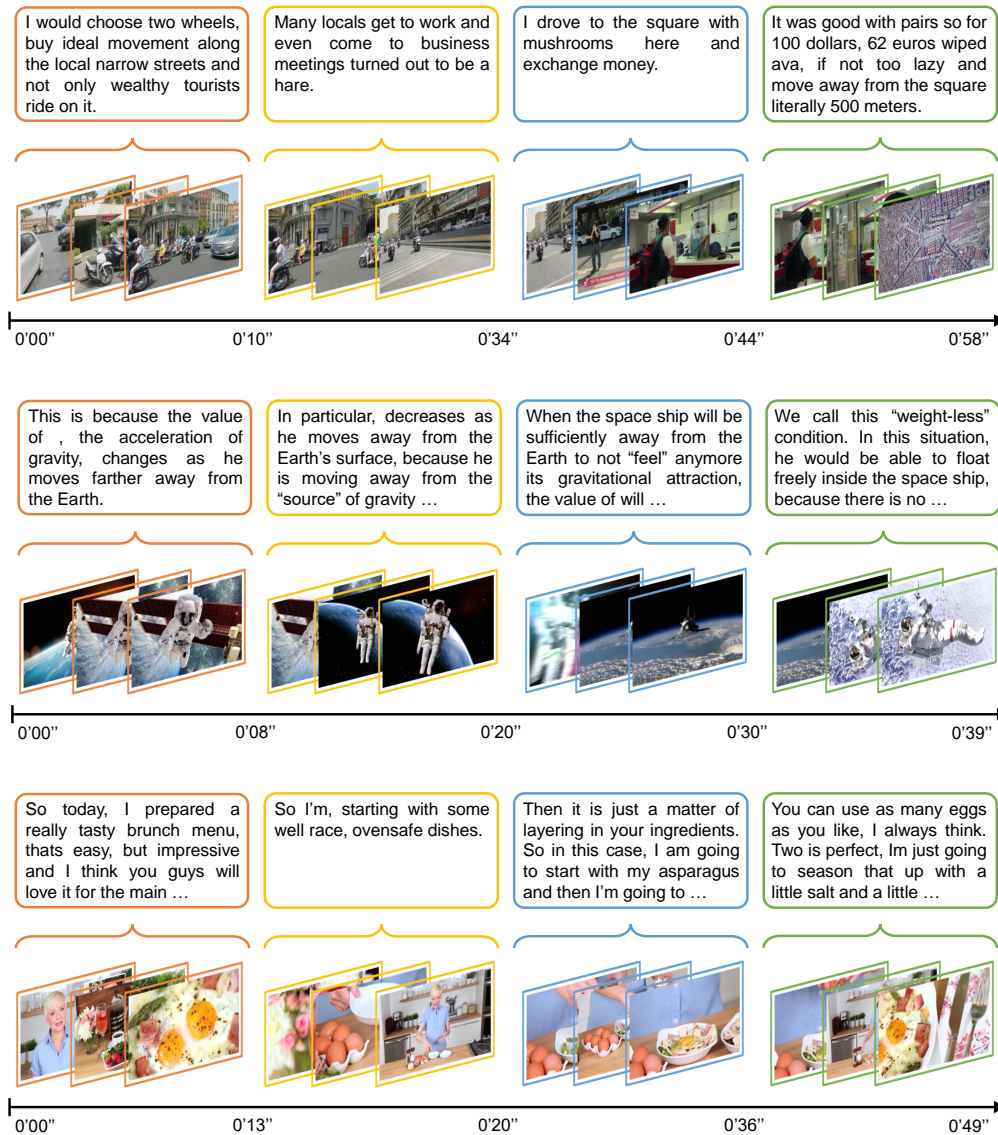 I would choose two wheels,
buy ideal movement along
the local narrow streets and
not only wealthy tourists
ride on it.
Many locals get to work and
even come to business
meetings turned out to be a
hare.
I drove to the square with
mushrooms here and
exchange money.
It was good with pairs so for
100 dollars, 62 euros wiped
ava, if not too lazy and
move away from the square
literally 500 meters.
0'00’’
0'10’’
0'34’’
0'44’’
0'58’’
This is because the value
of , the acceleration of
gravity, changes as he
moves farther away from
the Earth.
In particular, decreases as
he moves away from the
Earth’s surface, because he
is moving away from the
“source” of gravity …
When the space ship will be
sufficiently away from the
Earth to not “feel” anymore
its gravitational attraction,
the value of will …
We call this “weight-less”
condition. In this situation,
he would be able to float
freely inside the space ship,
because there is no …
0'00’’
0'08’’
0'20’’
0'30’’
0'39’’
So today, I prepared a
really tasty brunch menu,
thats easy, but impressive
and I think you guys will
love it for the main …
So I’m, starting with some
well race, ovensafe dishes.
Then it is just a matter of
layering in your ingredients.
So in this case, I am going
to start with my asparagus
and then I’m going to …
You can use as many eggs
as you like, I always think.
Two is perfect, Im just going
to season that up with a
little salt and a little …
0'00’’
0'13’’
0'20’’
0'36’’
0'49’’